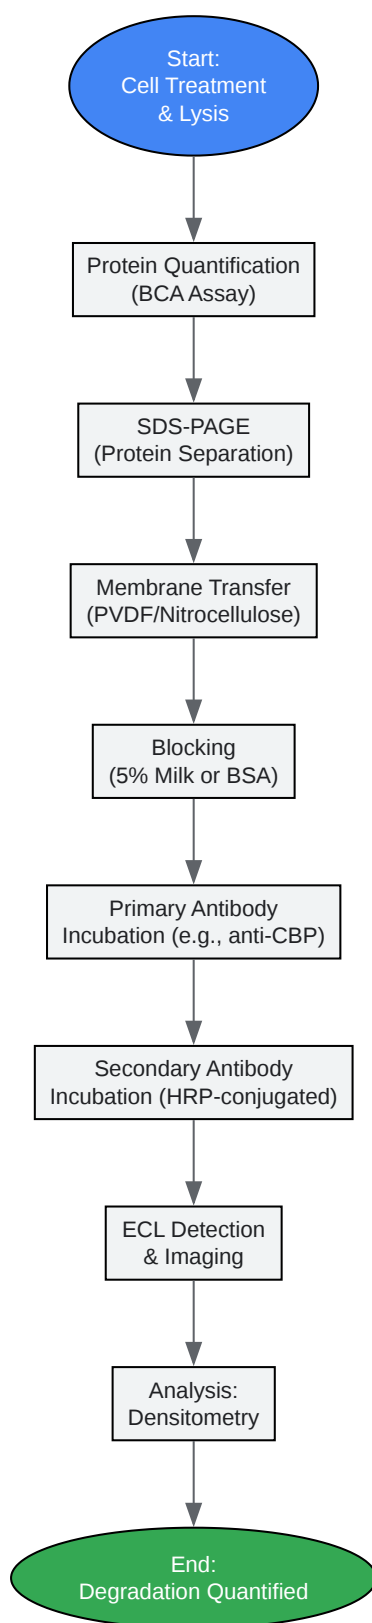 Start:
Cell Treatment
& Lysis
Protein Quantification
(BCA Assay)
SDS-PAGE
(Protein Separation)
Membrane Transfer
(PVDF/Nitrocellulose)
Blocking
(5% Milk or BSA)
Primary Antibody
Incubation (e.g., anti-CBP)
Secondary Antibody
Incubation (HRP-conjugated)
ECL Detection
& Imaging
Analysis:
Densitometry
End:
Degradation Quantified